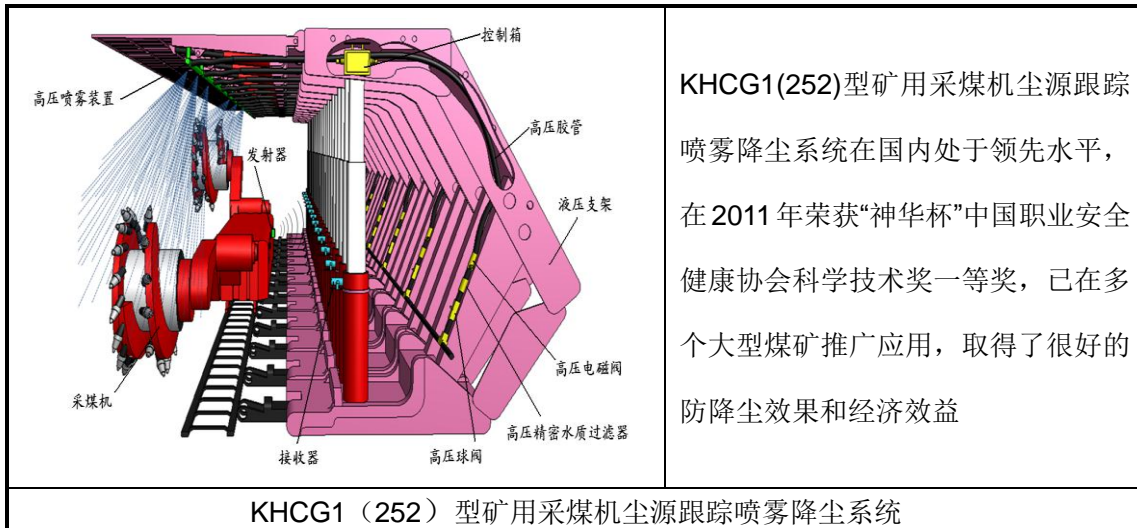 控制箱
高压喷雾装置
高压胶管
发射器
液压支架
高压电磁阀
采煤机
高压精密水质过滤器
接收器
高压球阀
KHCG1(252)型矿用采煤机尘源跟踪
喷雾降尘系统在国内处于领先水平，
在 2011 年荣获“神华杯”中国职业安全
健康协会科学技术奖一等奖，已在多
个大型煤矿推广应用，取得了很好的
防降尘效果和经济效益
KHCG1（252）型矿用采煤机尘源跟踪喷雾降尘系统